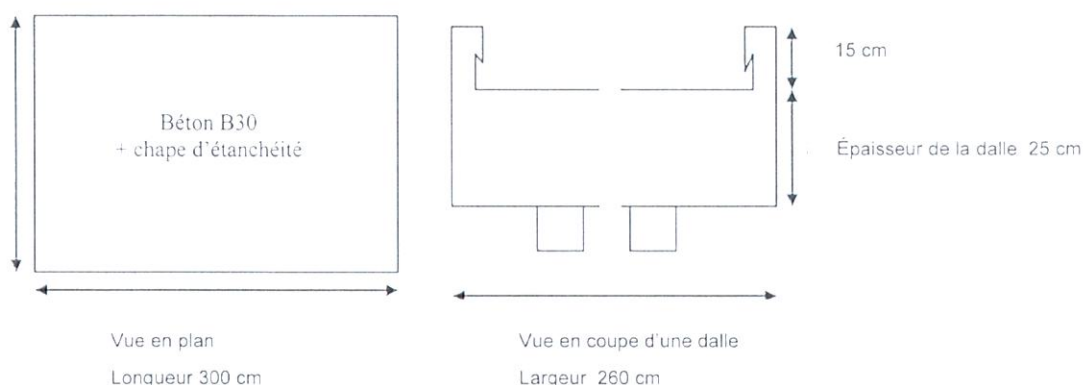 Béton B30
+ chape d'étanchéité
15 cm
Épaisseur de la dalle 25 cm
Vue en plan
Longueur 300 cm
Vue en coupe d'une dalle
Largeur 260 cm